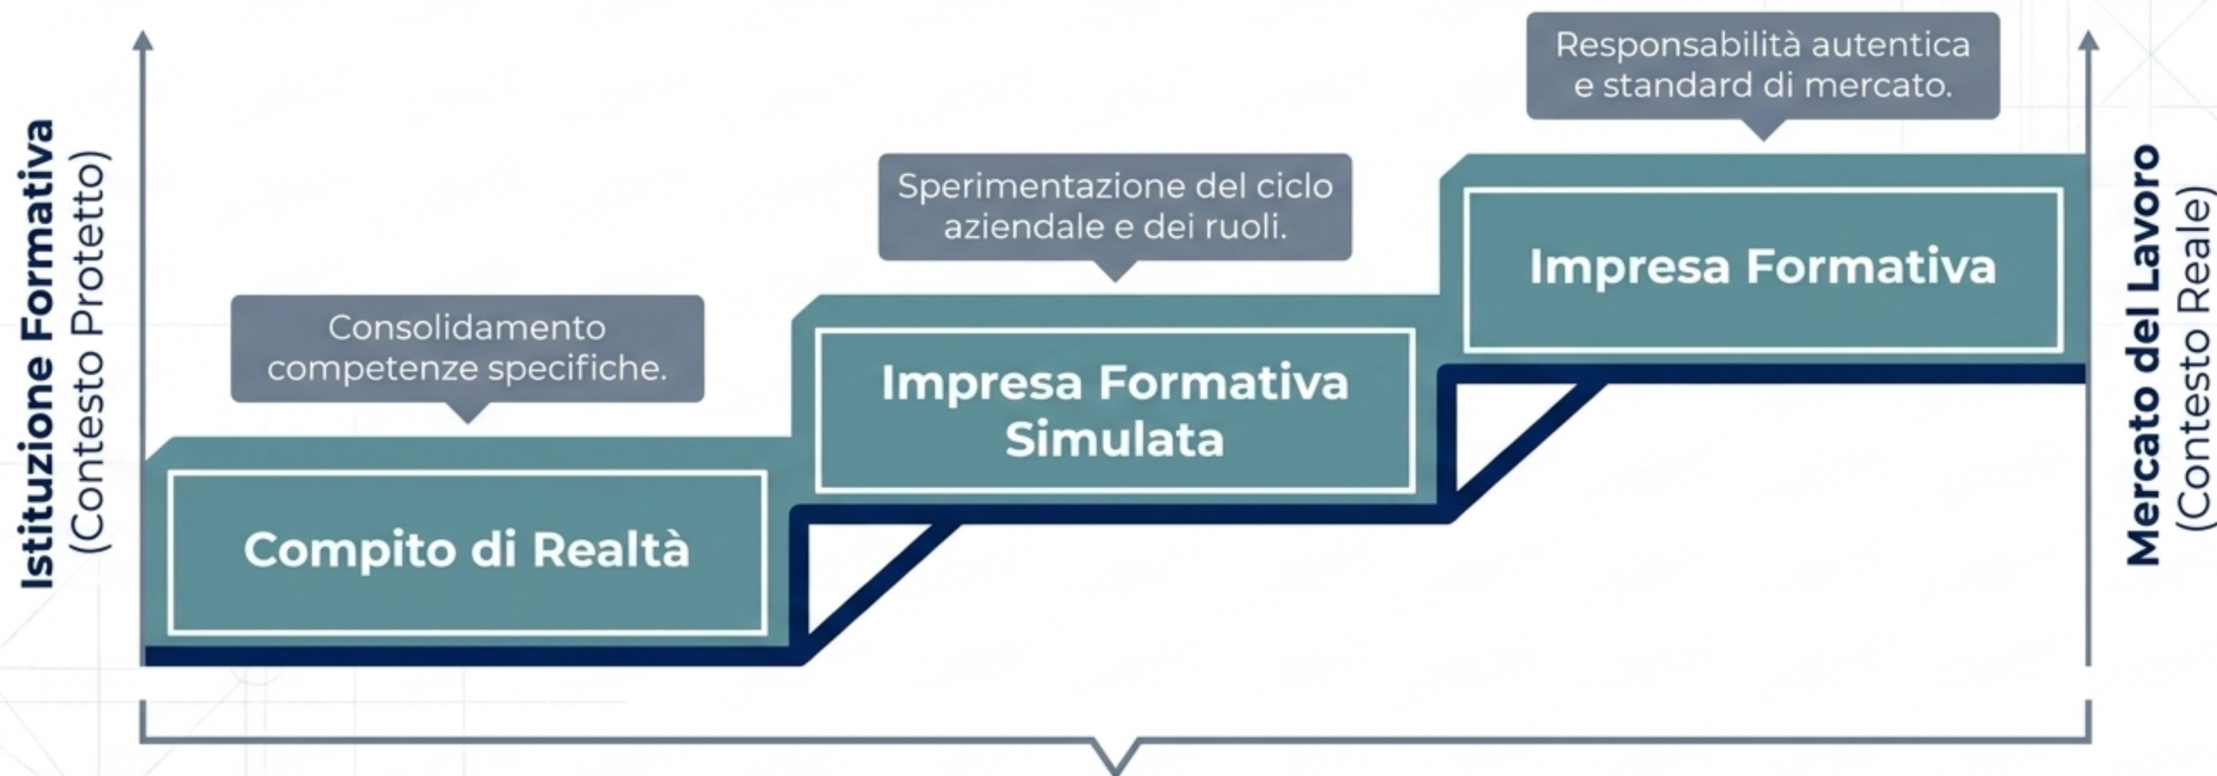 Istituzione Formativa
(Contesto Protetto)
Consolidamento
competenze specifiche.
Compito di Realtà
Sperimentazione del ciclo
aziendale e dei ruoli.
Impresa Formativa
Simulata
Responsabilità autentica
e standard di mercato.
Impresa Formativa
Mercato del Lavoro
(Contesto Reale)